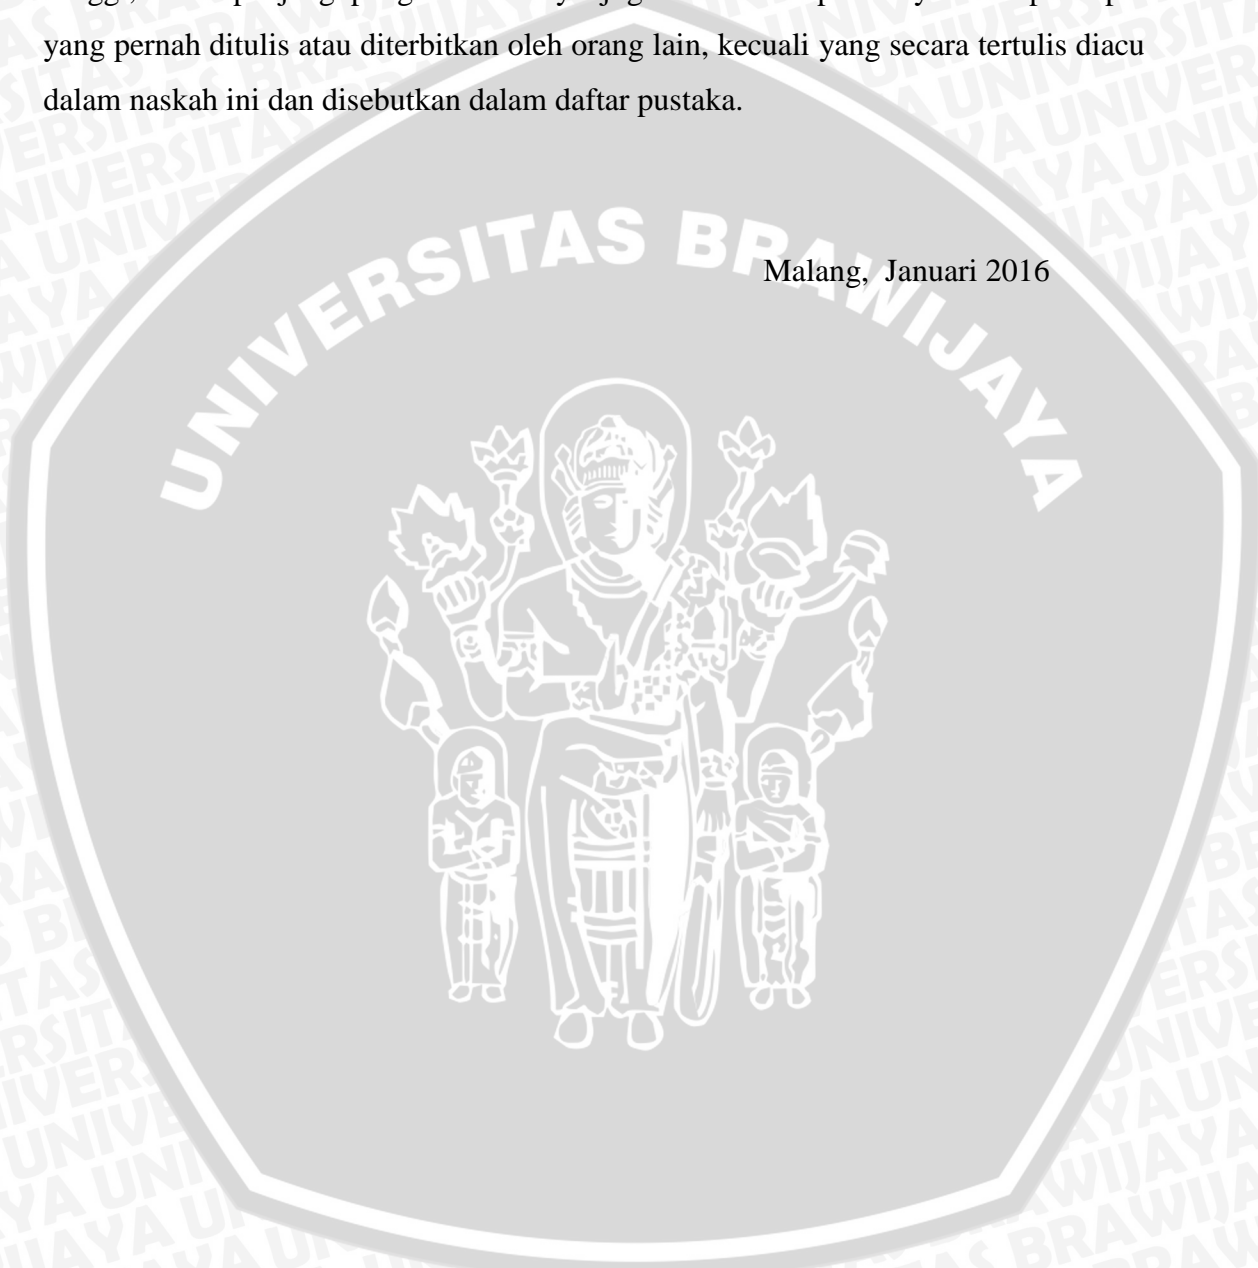 yang pernah ditulis atau diterbitkan oleh orang lain, kecuali yang secara tertulis diacu
dalam naskah ini dan disebutkan dalam daftar pustaka.
UNIVERSITAS BRAWIJAYA
Malang, Januari 2016